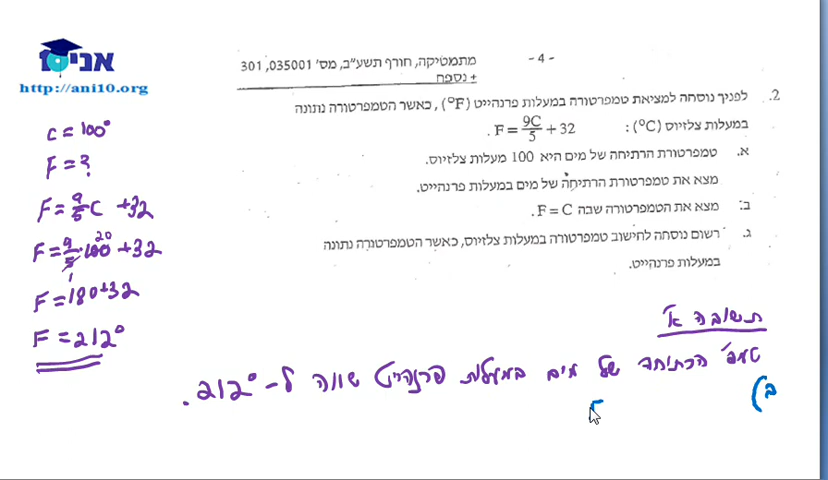 אני10
http://ani10.org
- 4 -
מתמטיקה, חורף תשע"ב, מס' 035001, 301
+ נספח
2. לפניך נוסחה למציאת טמפרטורה במעלות פרנהייט (°F), כאשר הטמפרטורה נתונה
במעלות צלזיוס (°C): F = 9C/5 + 32 .
א. טמפרטורת הרתיחה של מים היא 100 מעלות צלזיוס.
מצא את טמפרטורת הרתיחה של מים במעלות פרנהייט.
ב. מצא את הטמפרטורה שבה F = C.
ג. רשום נוסחה לחישוב טמפרטורה במעלות צלזיוס, כאשר הטמפרטורה נתונה
במעלות פרנהייט.
C = 100°
F = ?
F = 9/5 C + 32
F = 9/5 · 100 20 + 32
1
F = 180+32
F = 212°
תשובה א'
טמפ' הרתיחה של מים במעלות פרנהייט שווה ל- 212°.
ב)